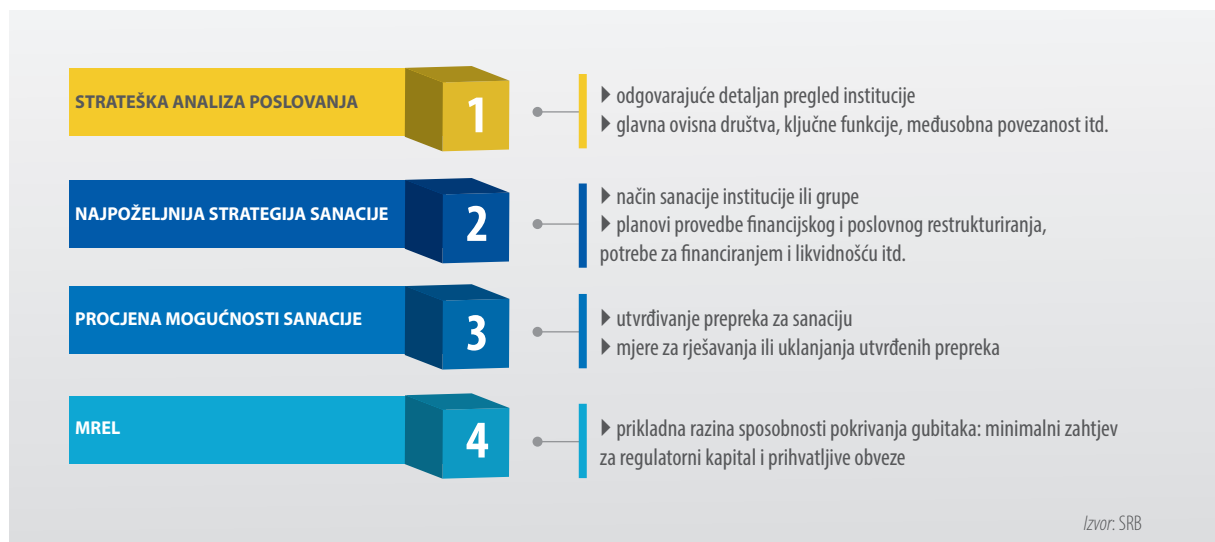 STRATEŠKA ANALIZA POSLOVANJA
1
▶ odgovarajuće detaljan pregled institucije
▶ glavna ovisna društva, ključne funkcije, međusobna povezanost itd.
NAJPOŽELJNIJA STRATEGIJA SANACIJE
2
▶ način sanacije institucije ili grupe
▶ planovi provedbe financijskog i poslovnog restrukturiranja,
potrebe za financiranjem i likvidnošću itd.
PROCJENA MOGUĆNOSTI SANACIJE
3
▶ utvrđivanje prepreka za sanaciju
▶ mjere za rješavanja ili uklanjanja utvrđenih prepreka
MREL
4
▶ prikladna razina sposobnosti pokrivanja gubitaka: minimalni zahtjev
za regulatorni kapital i prihvatljive obveze
Izvor: SRB